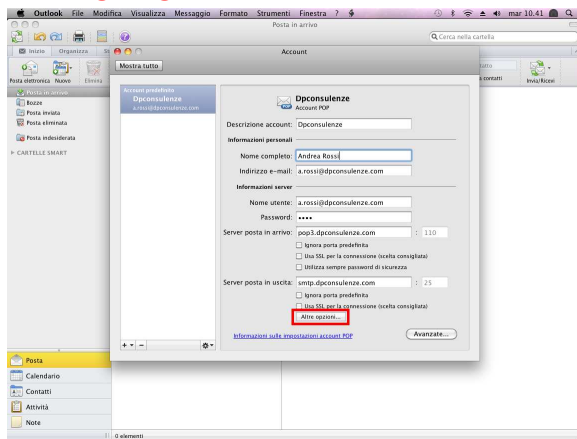 Outlook File Modifica Visualizza Messaggio Formato Strumenti Finestra ? mar 10.41
Posta in arrivo
Cerca nella cartella
Inizio Organizza
Account
Mostra tutto
Posta elettronica Nuovo Elimina
Invia/Ricevi
Posta in arrivo
Bozze
Posta inviata
Posta eliminata
Posta indesiderata
CARTELLE SMART
Account predefinito
Dpconsulenze
a.rossi@dpconsulenze.com
Dpconsulenze
Account POP
Descrizione account: Dpconsulenze
Informazioni personali
Nome completo: Andrea Rossi
Indirizzo e-mail: a.rossi@dpconsulenze.com
Informazioni server
Nome utente: a.rossi@dpconsulenze.com
Password: ••••
Server posta in arrivo: pop3.dpconsulenze.com : 110
Ignora porta predefinita
Usa SSL per la connessione (scelta consigliata)
Utilizza sempre password di sicurezza
Server posta in uscita: smtp.dpconsulenze.com : 25
Ignora porta predefinita
Usa SSL per la connessione (scelta consigliata)
Altre opzioni...
Informazioni sulle impostazioni account POP
Avanzate...
Posta
Calendario
Contatti
Attività
Note
0 elementi